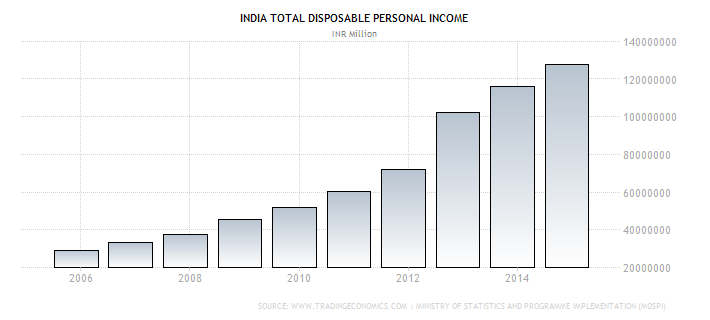 INDIA TOTAL DISPOSABLE PERSONAL INCOME
INR Million
140000000
120000000
100000000
80000000
60000000
40000000
20000000
2006 2008 2010 2012 2014
SOURCE: WWW.TRADINGECONOMICS.COM | MINISTRY OF STATISTICS AND PROGRAMME IMPLEMENTATION (MOSPI)